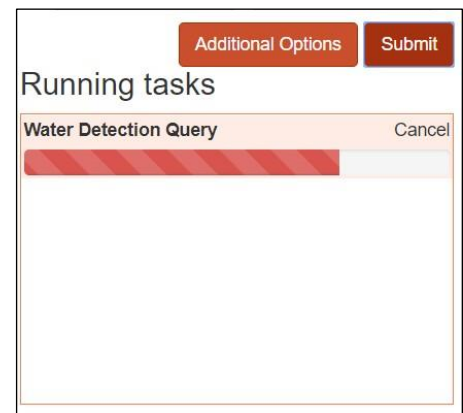 Additional Options Submit
Running tasks
Water Detection Query Cancel